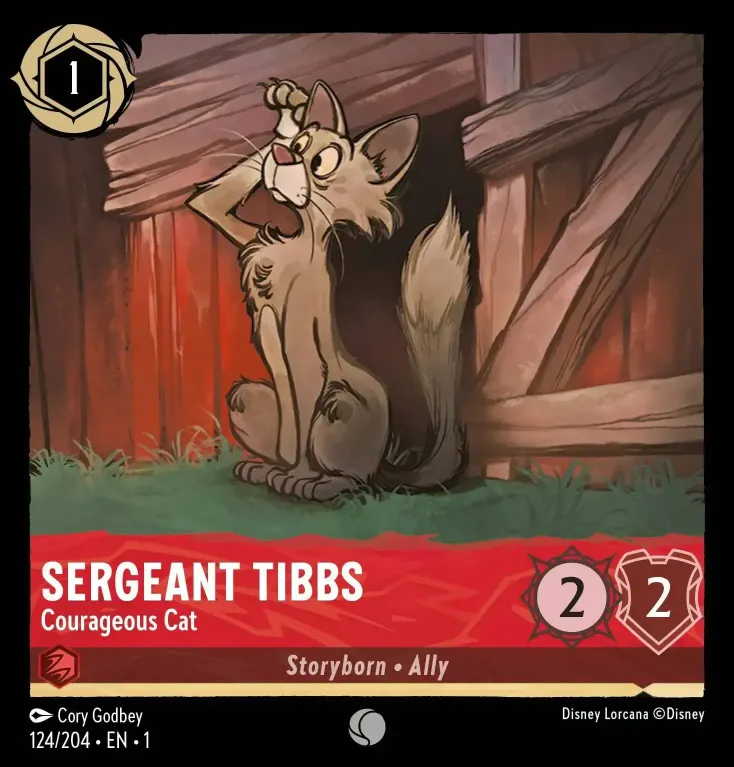 1
SERGEANT TIBBS
Courageous Cat
2 2
Storyborn • Ally
Cory Godbey
Disney Lorcana ©Disney
124/204 • EN • 1